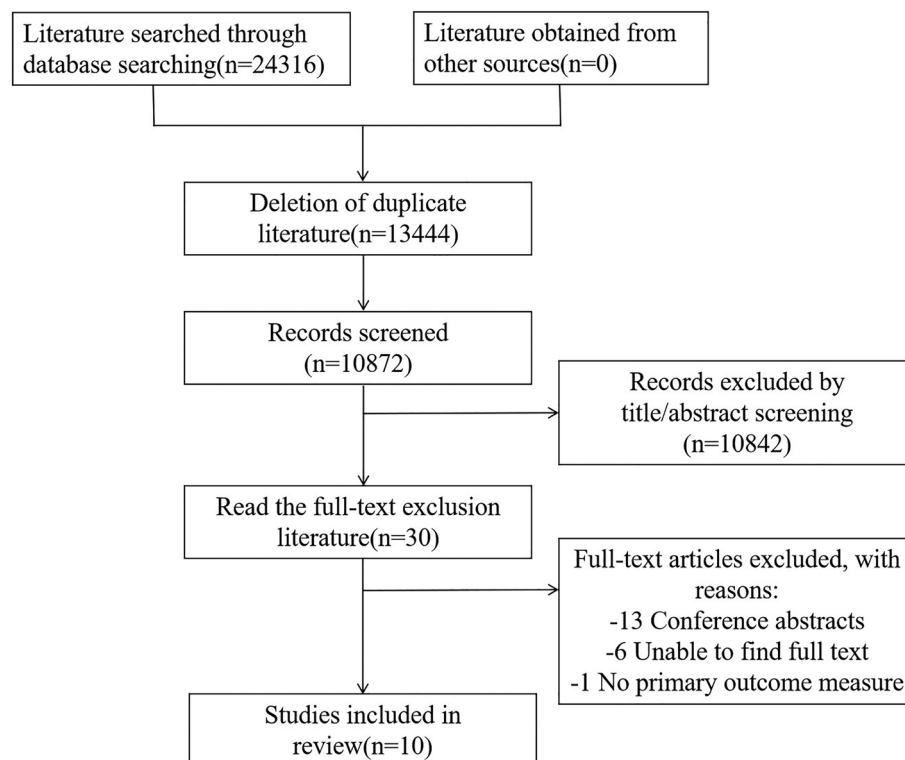 Literature searched through
database searching(n=24316)
Literature obtained from
other sources(n=0)
Deletion of duplicate
literature(n=13444)
Records screened
(n=10872)
Records excluded by
title/abstract screening
(n=10842)
Read the full-text exclusion
literature(n=30)
Full-text articles excluded, with
reasons:
-13 Conference abstracts
-6 Unable to find full text
-1 No primary outcome measure
Studies included in
review(n=10)